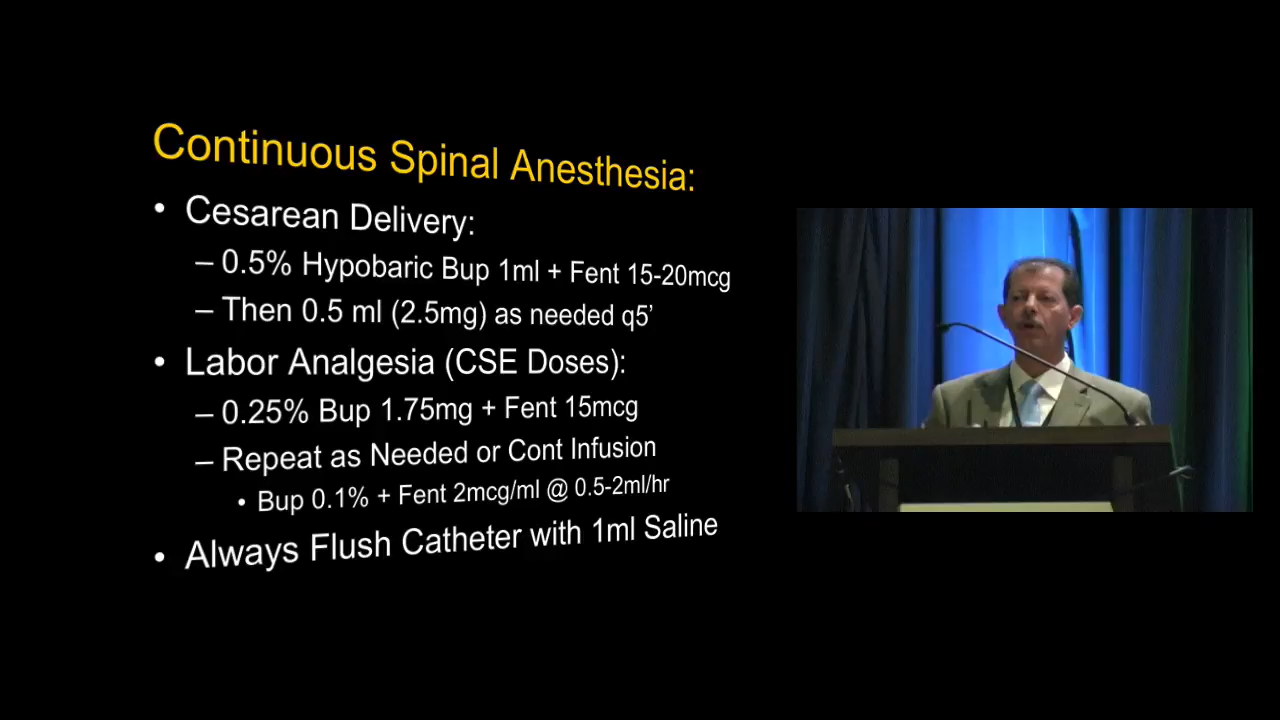 Continuous Spinal Anesthesia:
• Cesarean Delivery:
– 0.5% Hypobaric Bup 1ml + Fent 15-20mcg
– Then 0.5 ml (2.5mg) as needed q5’
• Labor Analgesia (CSE Doses):
– 0.25% Bup 1.75mg + Fent 15mcg
– Repeat as Needed or Cont Infusion
• Bup 0.1% + Fent 2mcg/ml @ 0.5-2ml/hr
• Always Flush Catheter with 1ml Saline